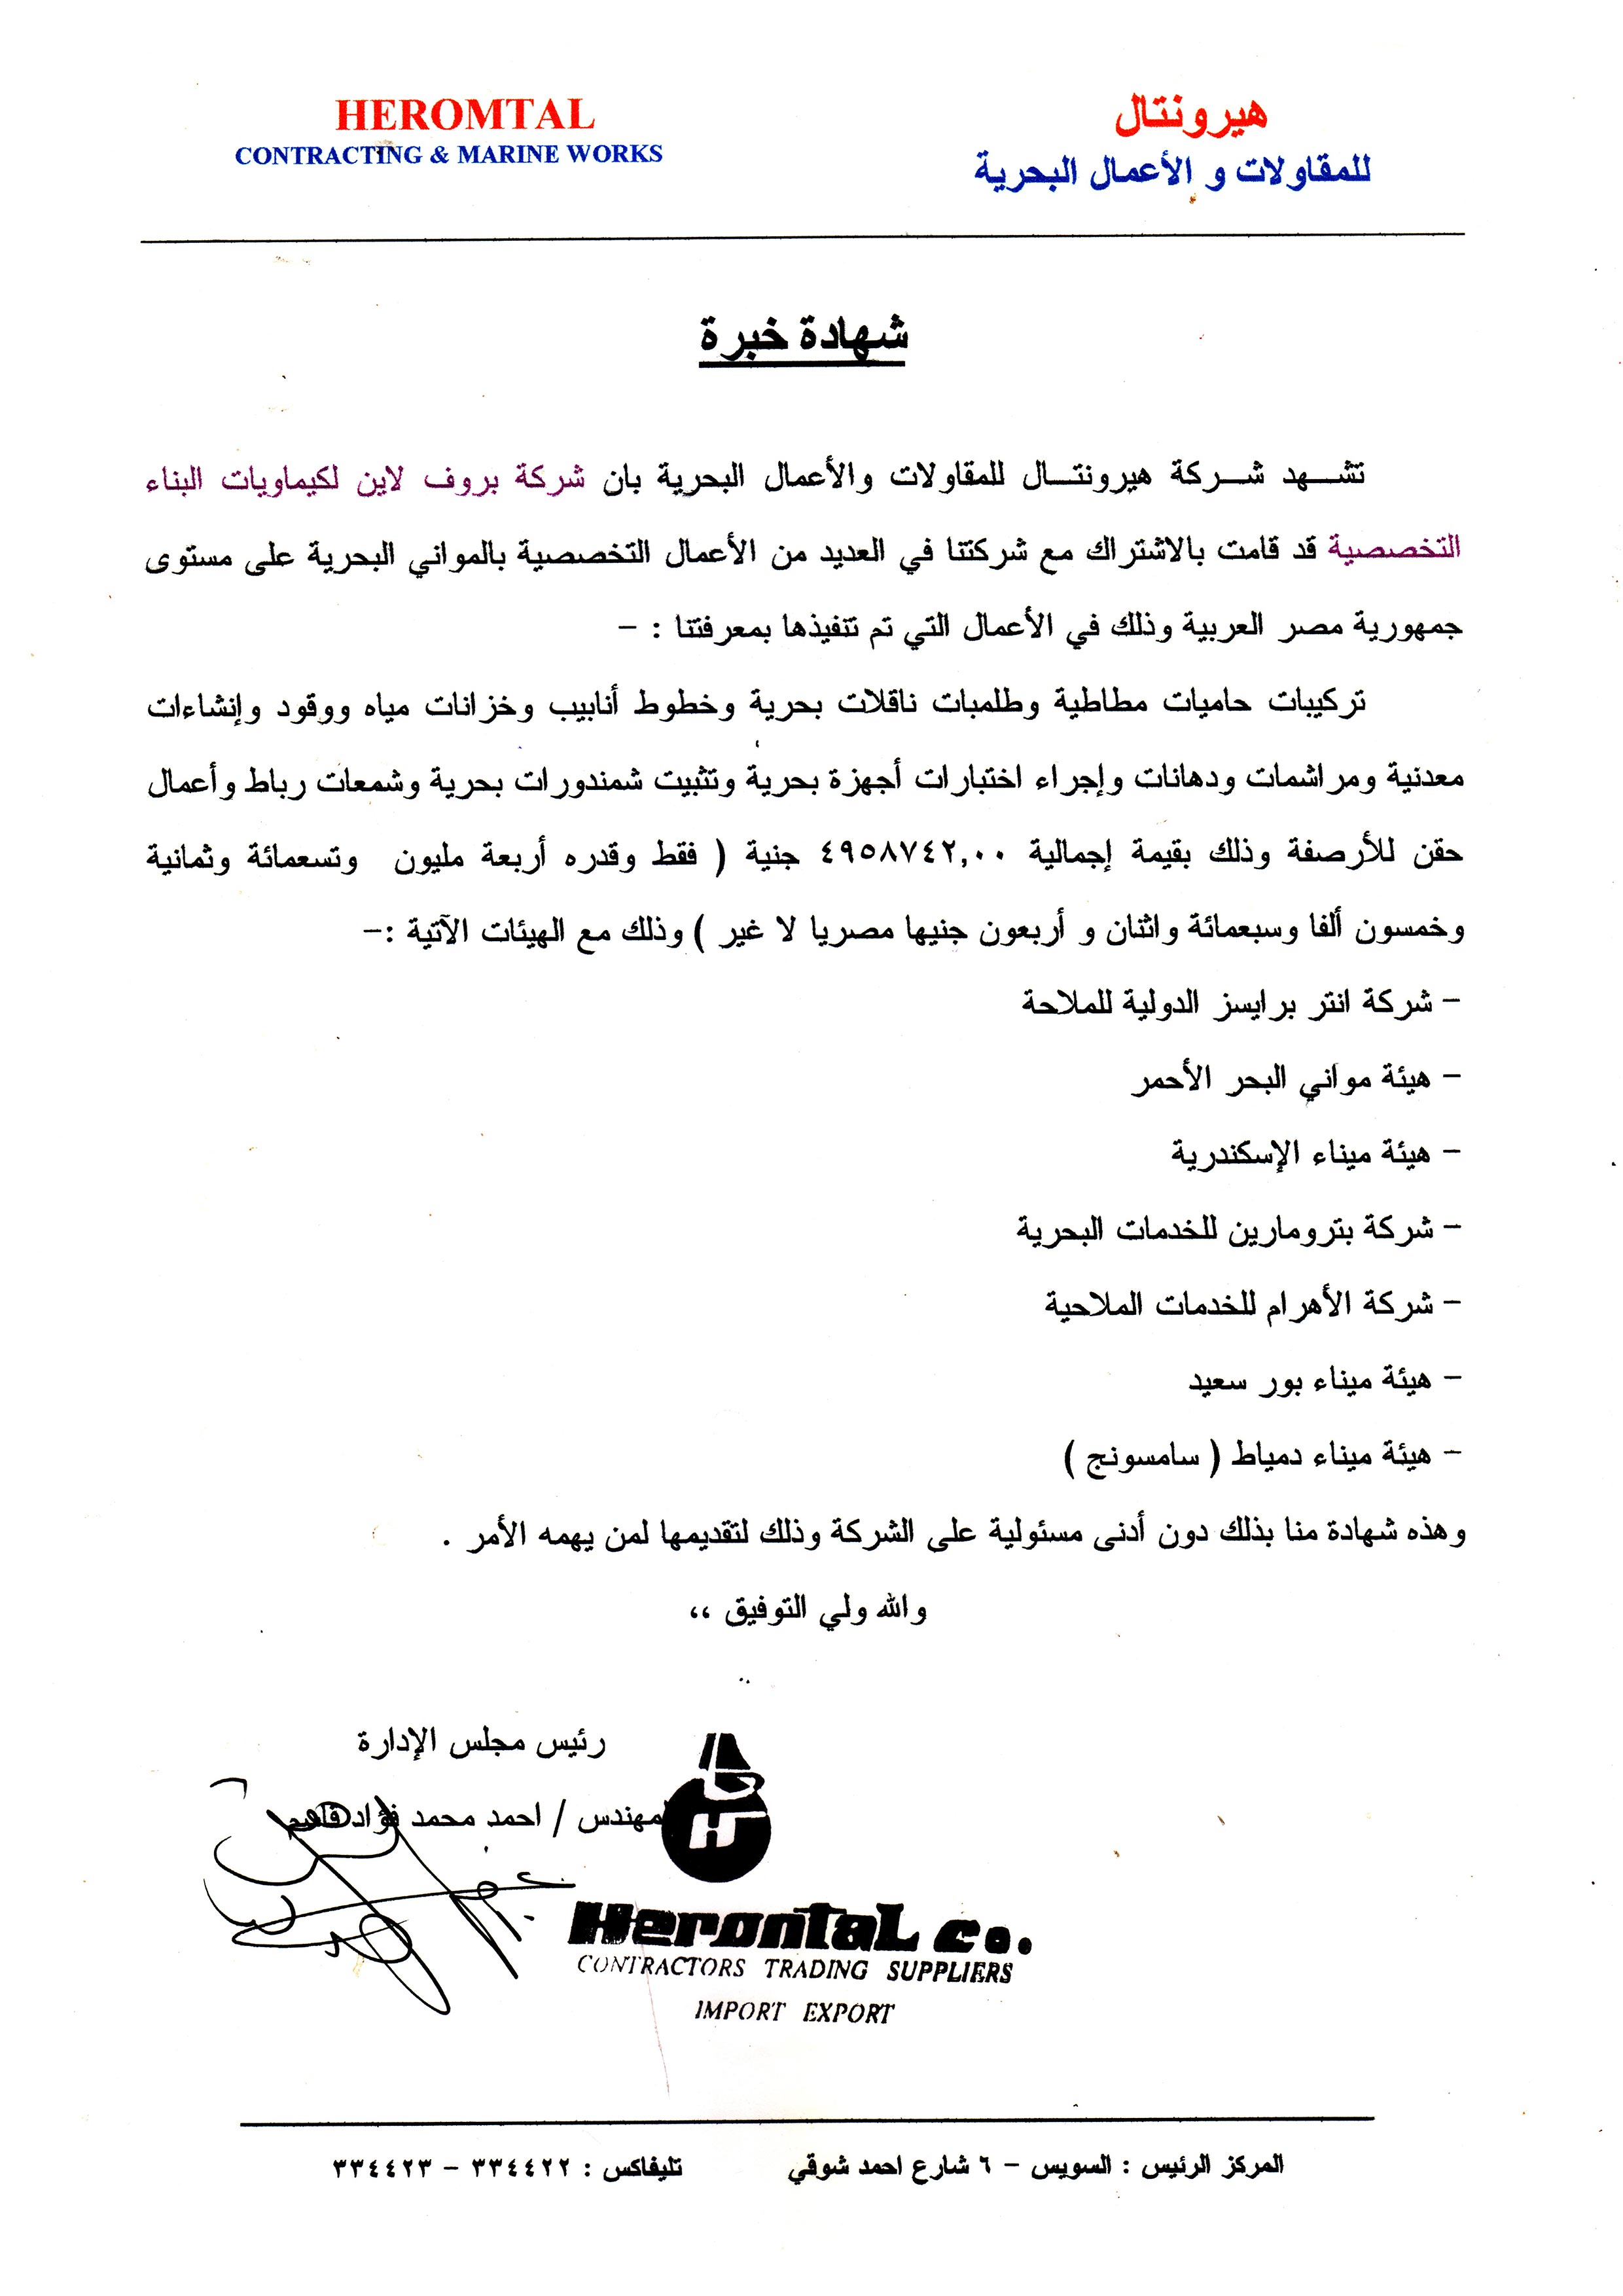 HEROMTAL
هيرونتال
CONTRACTING & MARINE WORKS
للمقاولات و الأعمال البحرية
شهادة خبرة
تشـــهد شـــركة هيرونتـــال للمقاولات والأعمال البحرية بان شركة بروف لاين لكيماويات البناء
التخصصية قد قامت بالاشتراك مع شركتنا في العديد من الأعمال التخصصية بالمواني البحرية على مستوى
جمهورية مصر العربية وذلك في الأعمال التي تم تنفيذها بمعرفتنا : –
تركيبات حاميات مطاطية وطلمبات ناقلات بحرية وخطوط أنابيب وخزانات مياه ووقود وإنشاءات
معدنية ومراشمات ودهانات وإجراء اختبارات أجهزة بحرية وتثبيت شمندورات بحرية وشمعات رباط وأعمال
حقن للأرصفة وذلك بقيمة إجمالية ٤٩٥٨٧٤٢,٠٠ جنية ( فقط وقدره أربعة مليون وتسعمائة وثمانية
وخمسون ألفا وسبعمائة واثنان و أربعون جنيها مصريا لا غير ) وذلك مع الهيئات الآتية :–
– شركة انتر برايسز الدولية للملاحة
– هيئة مواني البحر الأحمر
– هيئة ميناء الإسكندرية
– شركة بترومارين للخدمات البحرية
– شركة الأهرام للخدمات الملاحية
– هيئة ميناء بور سعيد
– هيئة ميناء دمياط ( سامسونج )
وهذه شهادة منا بذلك دون أدنى مسئولية على الشركة وذلك لتقديمها لمن يهمه الأمر .
والله ولي التوفيق ،،
رئيس مجلس الإدارة
مهندس / احمد محمد فؤاد قاسم
H
Herontal co.
CONTRACTORS TRADING SUPPLIERS
IMPORT EXPORT
المركز الرئيس : السويس – ٦ شارع احمد شوقي تليفاكس : ٣٣٤٤٢٢ – ٣٣٤٤٢٣